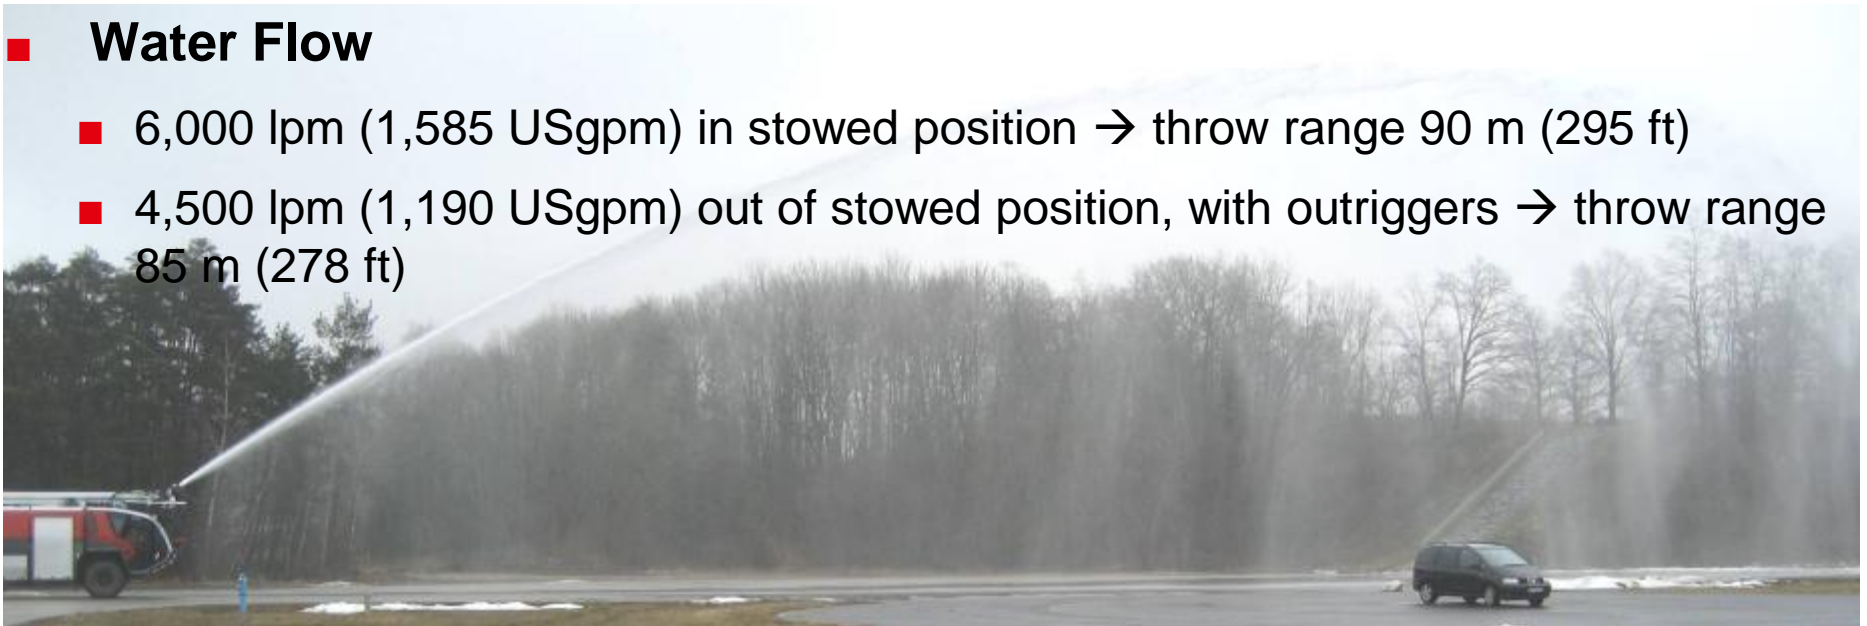 Water Flow
6,000 lpm (1,585 USgpm) in stowed position → throw range 90 m (295 ft)
4,500 lpm (1,190 USgpm) out of stowed position, with outriggers → throw range
85 m (278 ft)